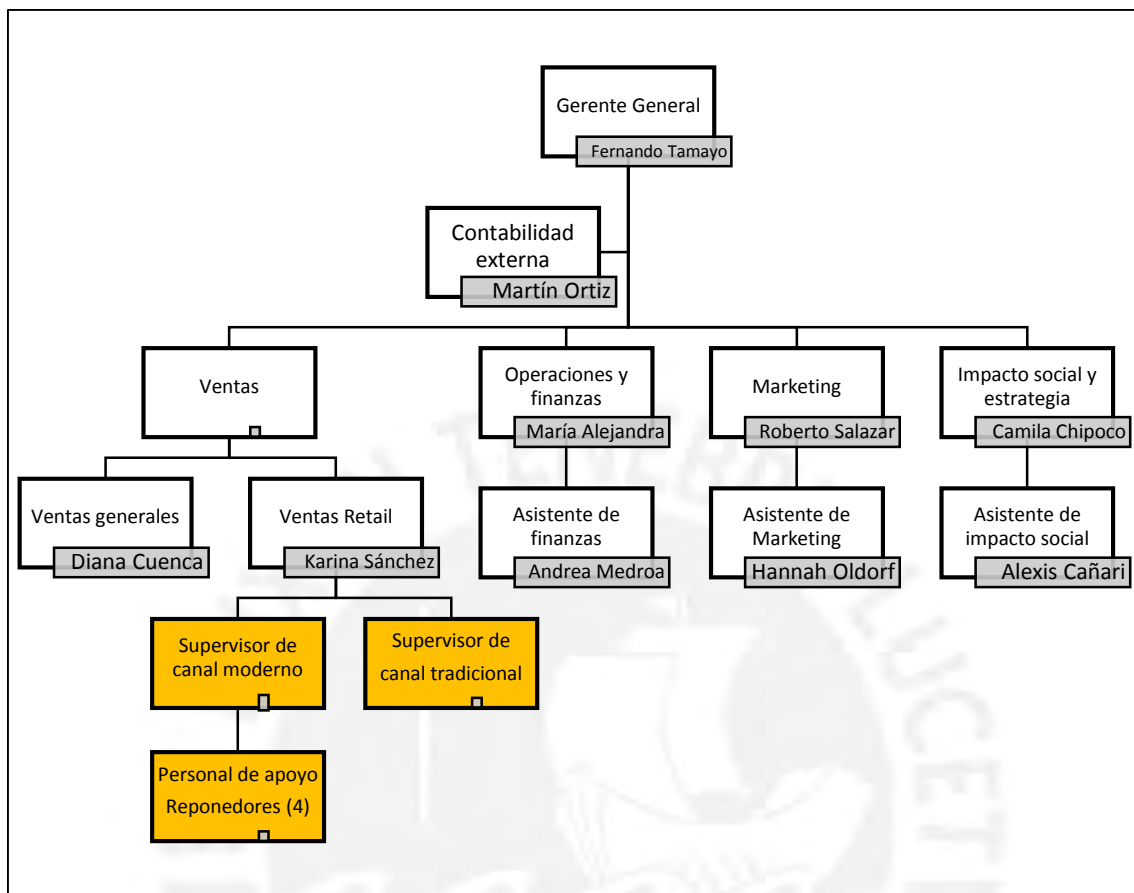 Gerente General
Fernando Tamayo
Contabilidad
externa
Martín Ortiz
Ventas
Operaciones y
finanzas
María Alejandra
Marketing
Roberto Salazar
Impacto social y
estrategia
Camila Chipoco
Ventas generales
Diana Cuenca
Ventas Retail
Karina Sánchez
Asistente de
finanzas
Andrea Medroa
Asistente de
Marketing
Hannah Oldorf
Asistente de
impacto social
Alexis Cañari
Supervisor de
canal moderno
Supervisor de
canal tradicional
Personal de apoyo
Reponedores (4)